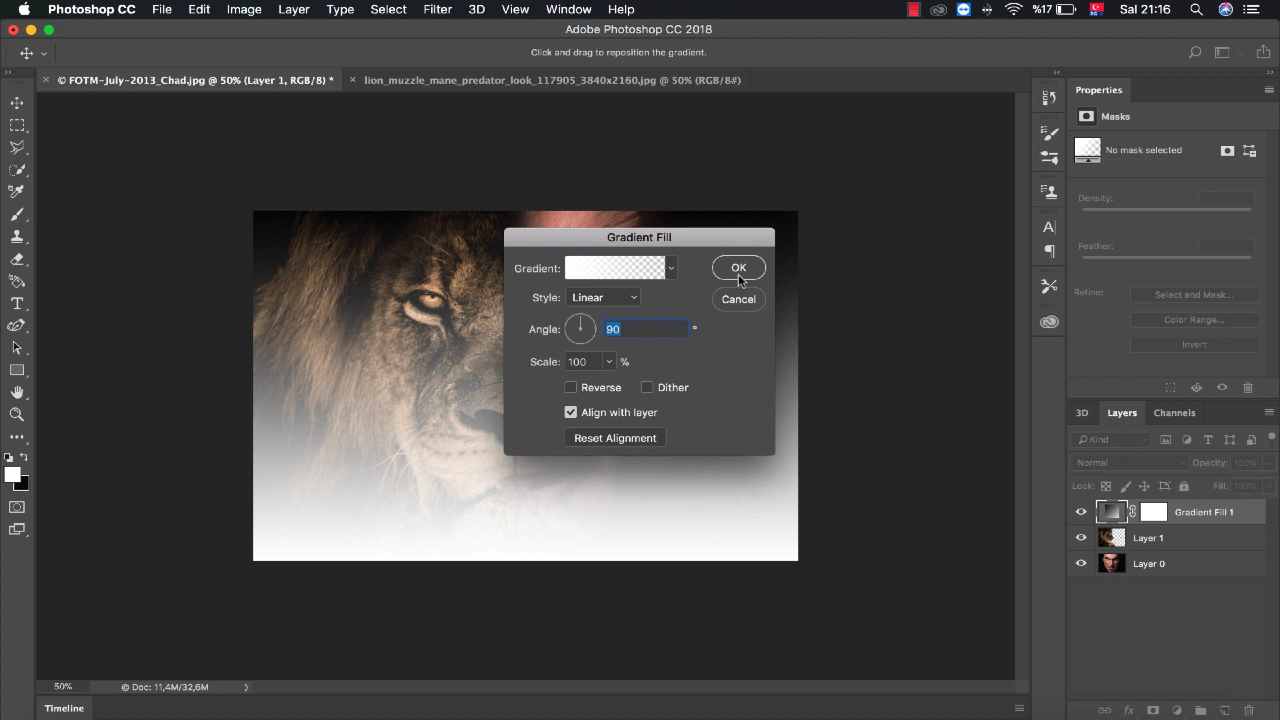 Photoshop CC File Edit Image Layer Type Select Filter 3D View Window Help %17 Sal 21:16
Adobe Photoshop CC 2018
Click and drag to reposition the gradient.
© FOTM-July-2013_Chad.jpg @ 50% (Layer 1, RGB/8) * lion_muzzle_mane_predator_look_117905_3840x2160.jpg @ 50% (RGB/8#)
Properties
Masks
No mask selected
Density:
Feather:
Refine: Select and Mask...
Color Range...
Invert
Gradient Fill
Gradient: OK
Style: Linear Cancel
Angle: 90 °
Scale: 100 %
Reverse Dither
Align with layer
Reset Alignment
3D Layers Channels
Kind
Normal Opacity: 100%
Lock: Fill: 100%
Gradient Fill 1
Layer 1
Layer 0
50% Doc: 11,4M/32,6M
Timeline